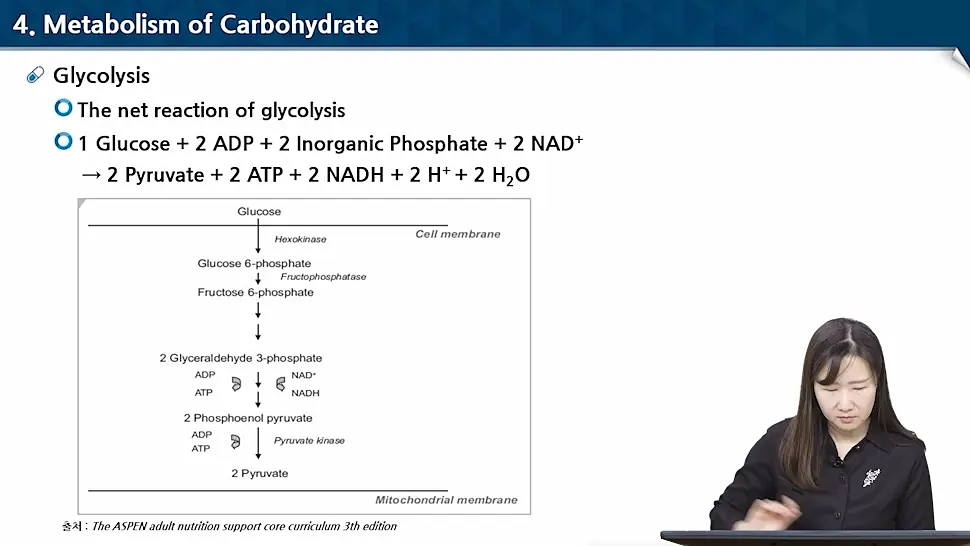 4. Metabolism of Carbohydrate
Glycolysis
The net reaction of glycolysis
1 Glucose + 2 ADP + 2 Inorganic Phosphate + 2 NAD⁺
→ 2 Pyruvate + 2 ATP + 2 NADH + 2 H⁺ + 2 H₂O
Glucose
Cell membrane
Hexokinase
Glucose 6-phosphate
Fructophosphatase
Fructose 6-phosphate
2 Glyceraldehyde 3-phosphate
ADP NAD⁺
ATP NADH
2 Phosphoenol pyruvate
ADP
Pyruvate kinase
ATP
2 Pyruvate
Mitochondrial membrane
출처 : The ASPEN adult nutrition support core curriculum 3th edition